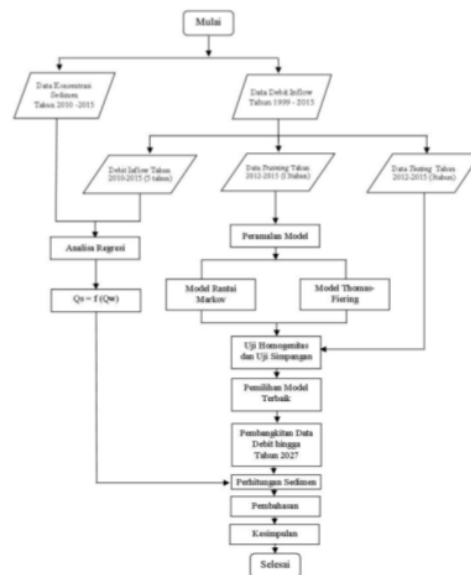 Mulai
Data Konsentrasi
Sedimen
Tahun 2010 -2015
Data Debit Inflow
Tahun 1999 - 2015
Debit Inflow Tahun
2010-2015 (5 tahun)
Data Training Tahun
2012-2015 (13tahun)
Data Testing Tahun
2012-2015 (3tahun)
Analisa Regrasi
Peramalan Model
Qs = f (Qw)
Model Rantai
Markov
Model Thomas-
Fiering
Uji Homogenitas
dan Uji Simpangan
Pemilihan Model
Terbaik
Pembangkitan Data
Debit hingga
Tahun 2027
Perhitungan Sedimen
Pembahasan
Kesimpulan
Selesai